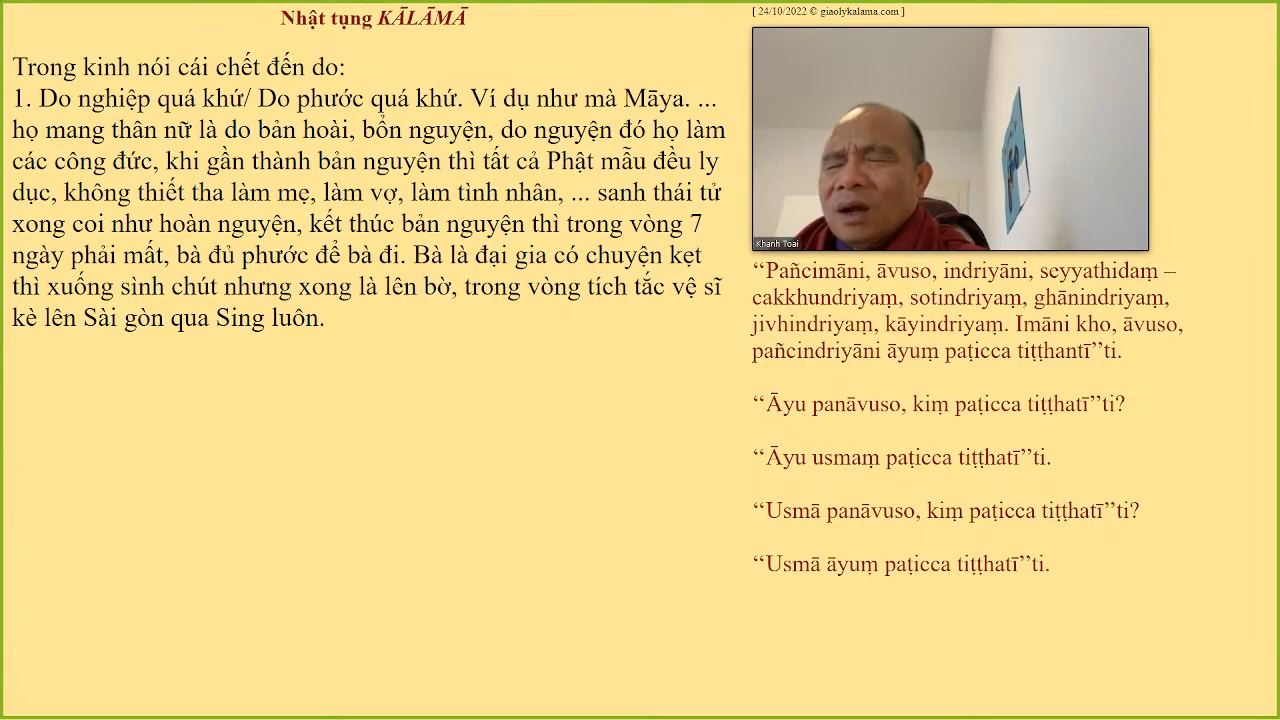 Nhật tụng KĀLĀMĀ
[ 24/10/2022 © giaolykalama.com ]
Trong kinh nói cái chết đến do:
1. Do nghiệp quá khứ/ Do phước quá khứ. Ví dụ như mà Māya. ...
họ mang thân nữ là do bản hoài, bổn nguyện, do nguyện đó họ làm
các công đức, khi gần thành bản nguyện thì tất cả Phật mẫu đều ly
dục, không thiết tha làm mẹ, làm vợ, làm tình nhân, ... sanh thái tử
xong coi như hoàn nguyện, kết thúc bản nguyện thì trong vòng 7
ngày phải mất, bà đủ phước để bà đi. Bà là đại gia có chuyện kẹt
thì xuống sình chút nhưng xong là lên bờ, trong vòng tích tắc vệ sĩ
kè lên Sài gòn qua Sing luôn.
Khanh Toai
“Pañcimāni, āvuso, indriyāni, seyyathidaṃ –
cakkhundriyaṃ, sotindriyaṃ, ghānindriyaṃ,
jivhindriyaṃ, kāyindriyaṃ. Imāni kho, āvuso,
pañcindriyāni āyuṃ paṭicca tiṭṭhantī”ti.
“Āyu panāvuso, kiṃ paṭicca tiṭṭhatī”ti?
“Āyu usmaṃ paṭicca tiṭṭhatī”ti.
“Usmā panāvuso, kiṃ paṭicca tiṭṭhatī”ti?
“Usmā āyuṃ paṭicca tiṭṭhatī”ti.